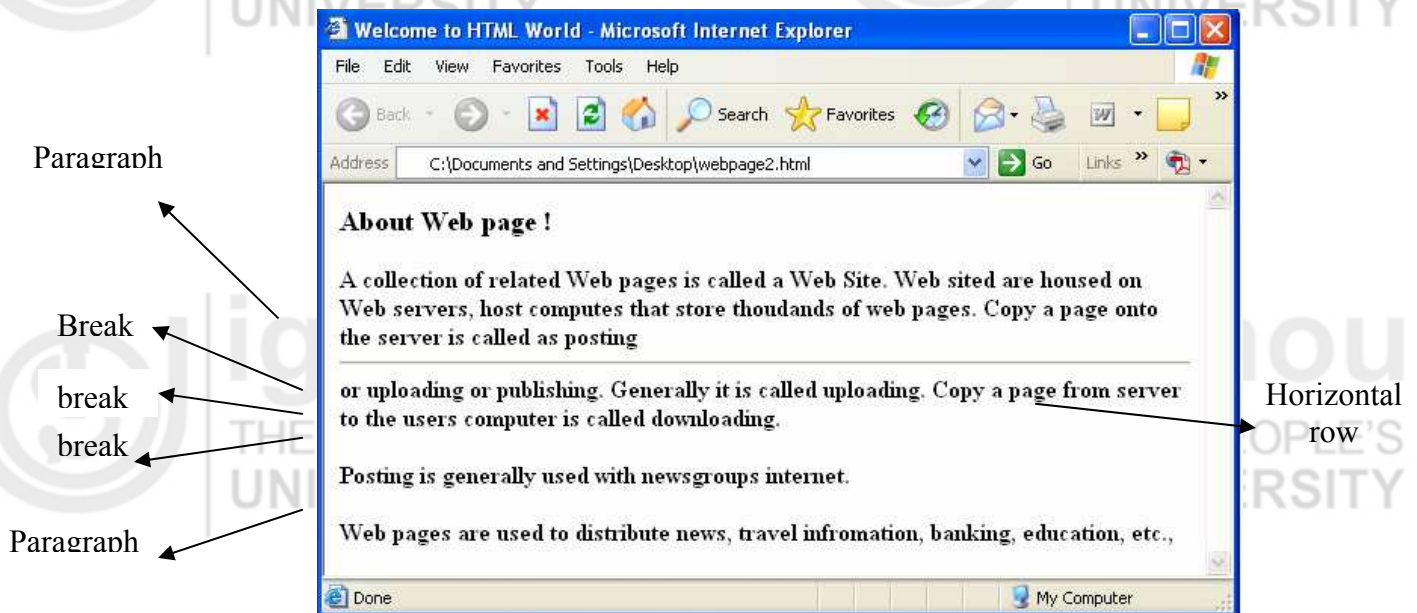 UNIVERSITY
UNIVERSITY
Welcome to HTML World - Microsoft Internet Explorer
File Edit View Favorites Tools Help
Back Search Favorites »
Address C:\Documents and Settings\Desktop\webpage2.html Go Links »
Paragraph
About Web page !
A collection of related Web pages is called a Web Site. Web sited are housed on
Web servers, host computes that store thoudands of web pages. Copy a page onto
the server is called as posting
or uploading or publishing. Generally it is called uploading. Copy a page from server
to the users computer is called downloading.
Posting is generally used with newsgroups internet.
Web pages are used to distribute news, travel infromation, banking, education, etc.,
Break
break
break
Paragraph
Horizontal
row
ig
nou
THE
OPLE'S
UNI
ERSITY
Done My Computer